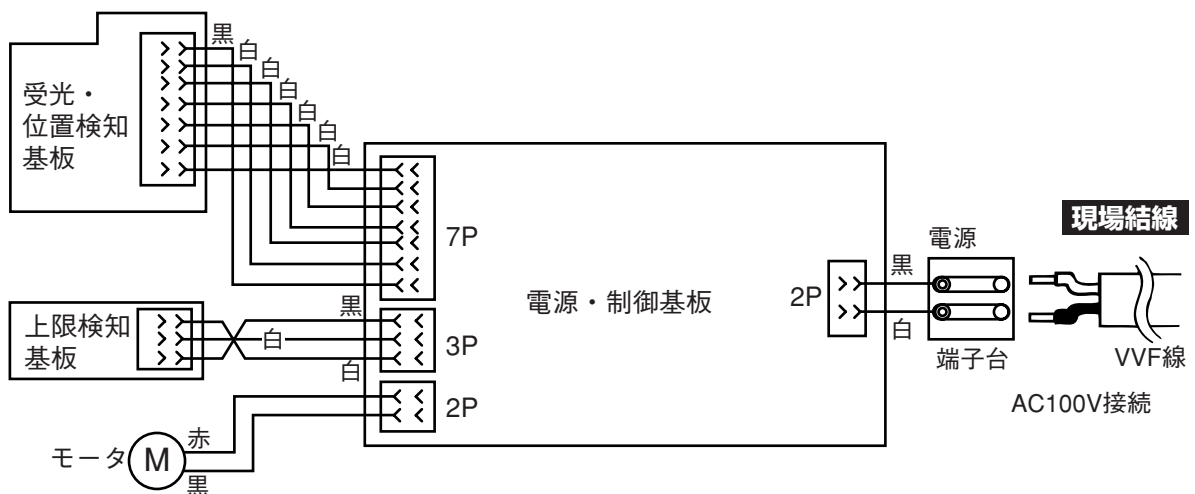 黒
白
白
白
白
白
白
受光・
位置検知
基板
7P
電源・制御基板
現場結線
電源
黒
2P
白
端子台
VVF線
AC100V接続
上限検知
基板
黒
白
白
3P
2P
モータ
M
赤
黒